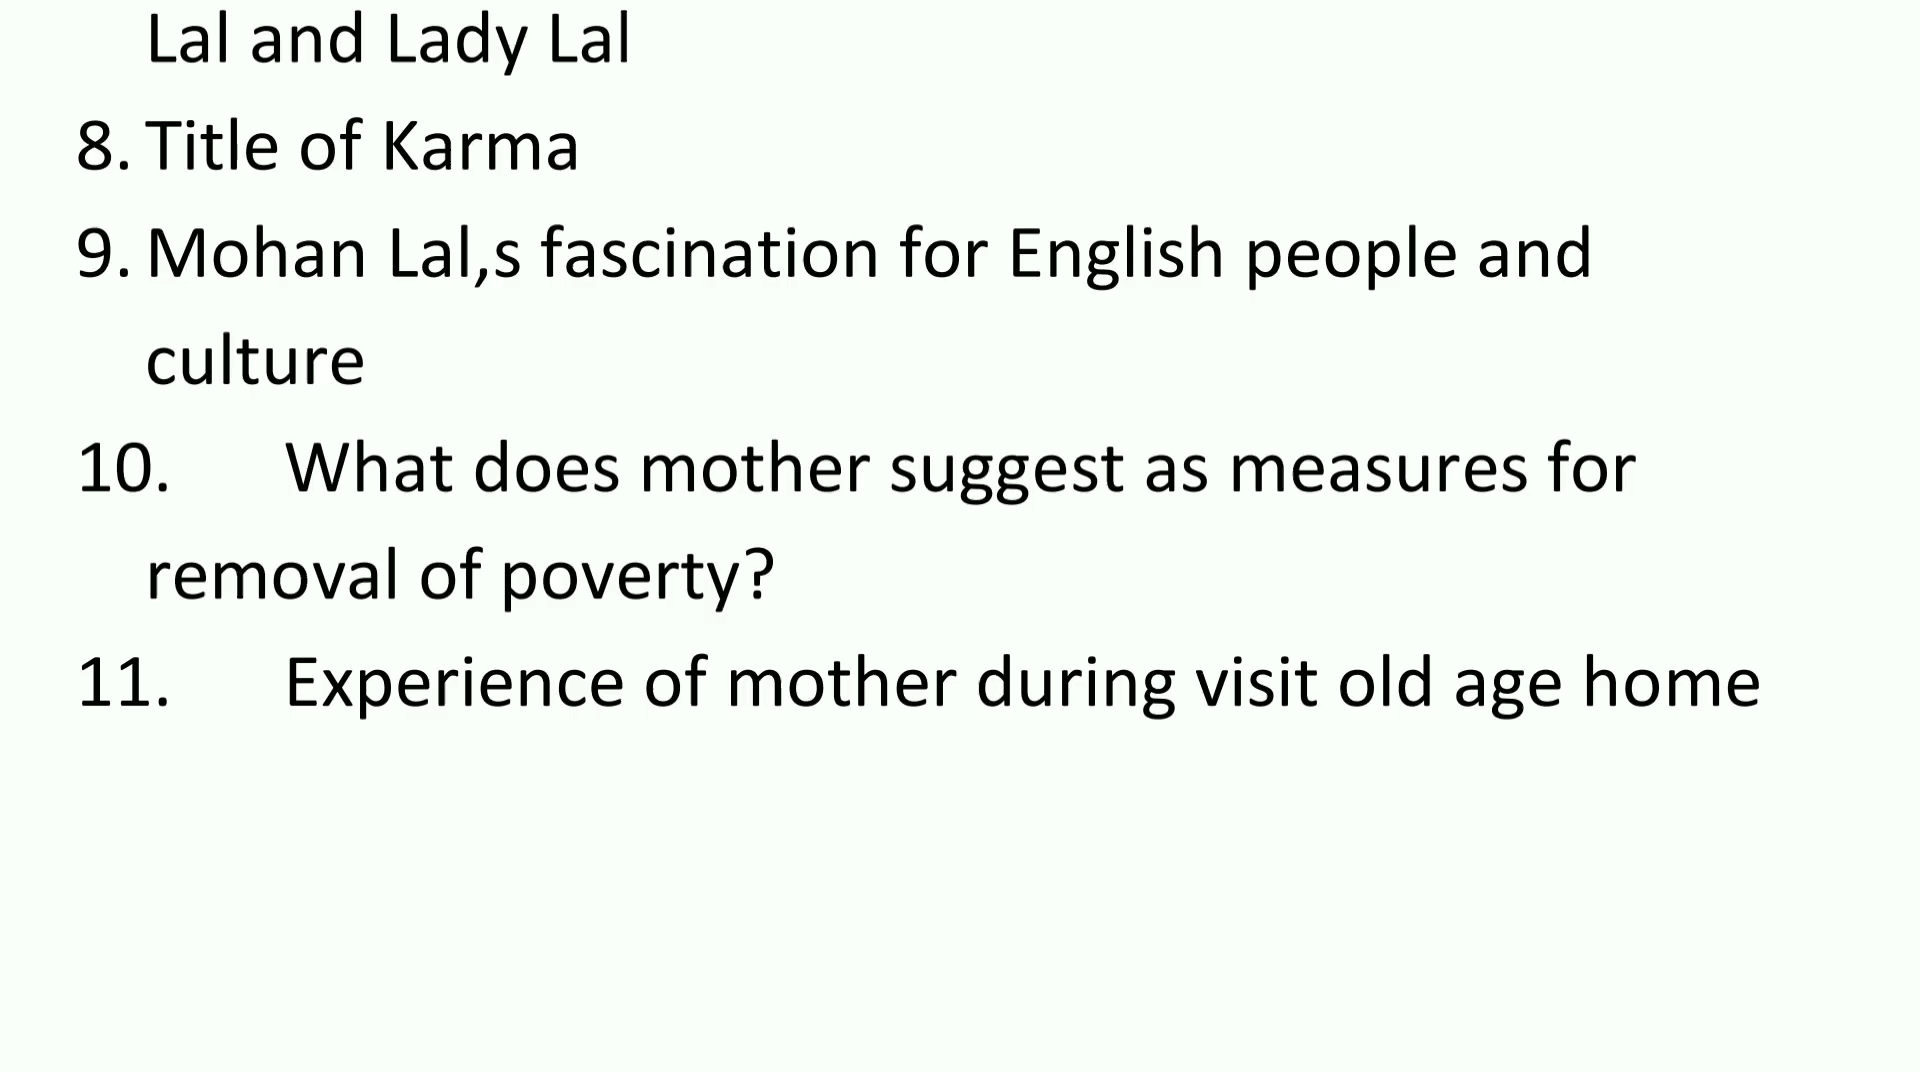 Lal and Lady Lal
8. Title of Karma
9. Mohan Lal,s fascination for English people and
culture
10. What does mother suggest as measures for
removal of poverty?
11. Experience of mother during visit old age home